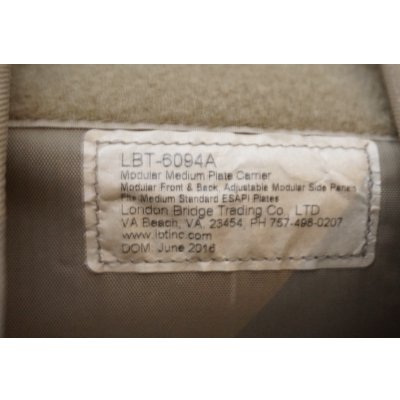 LBT-6094A
Modular Medium Plate Carrier
Modular Front & Back, Adjustable Modular Side Panels
Fits Medium Standard ESAPI Plates
London Bridge Trading Co., LTD
VA Beach, VA, 23454, PH 757-498-0207
www.lbtinc.com
DOM: June 2016